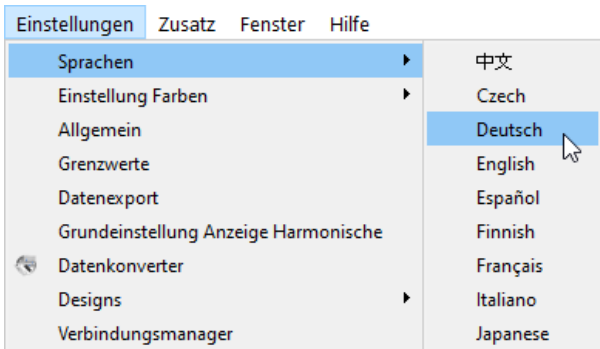 Einstellungen Zusatz Fenster Hilfe
Sprachen
Einstellung Farben
Allgemein
Grenzwerte
Datenexport
Grundeinstellung Anzeige Harmonische
Datenkonverter
Designs
Verbindungsmanager
中文
Czech
Deutsch
English
Español
Finnish
Français
Italiano
Japanese